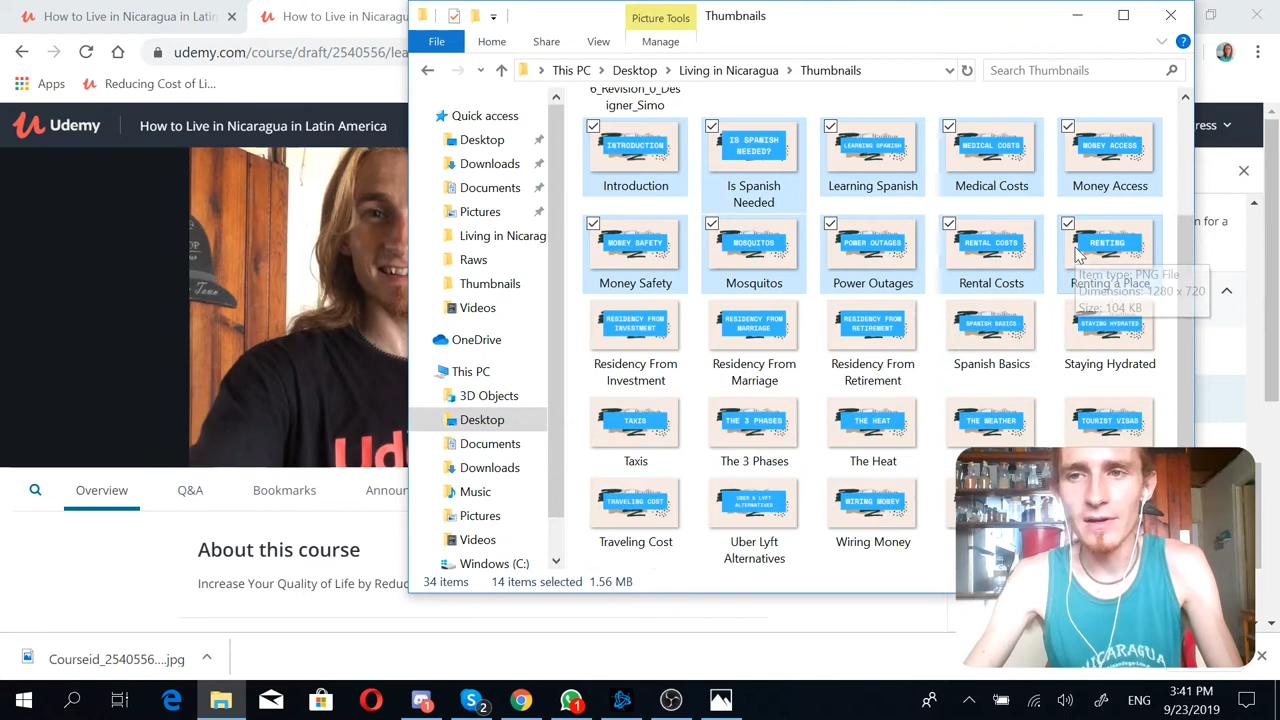 How to Live in Nicaragua in Latin
How to Live in Nicaragua
Picture Tools
Thumbnails
File
Home
Share
View
Manage
udemy.com/course/draft/2540556/lea
This PC
Desktop
Living in Nicaragua
Thumbnails
Search Thumbnails
Apps
Reducing Cost of Li...
Udemy
How to Live in Nicaragua in Latin America
ress
Quick access
Desktop
Downloads
Documents
Pictures
Living in Nicarag
Raws
Thumbnails
Videos
OneDrive
This PC
3D Objects
Desktop
Documents
Downloads
Music
Pictures
Videos
Windows (C:)
6_Revision_0_Des
igner_Simo
INTRODUCTION
IS SPANISH
NEEDED?
LEARNING SPANISH
MEDICAL COSTS
MONEY ACCESS
Introduction
Is Spanish
Needed
Learning Spanish
Medical Costs
Money Access
MONEY SAFETY
MOSQUITOS
POWER OUTAGES
RENTAL COSTS
RENTING
Money Safety
Mosquitos
Power Outages
Rental Costs
Renting a Place
Item type: PNG File
Dimensions: 1280 x 720
Size: 104 KB
RESIDENCY FROM
INVESTMENT
RESIDENCY FROM
MARRIAGE
RESIDENCY FROM
RETIREMENT
SPANISH BASICS
STAYING HYDRATED
Residency From
Investment
Residency From
Marriage
Residency From
Retirement
Spanish Basics
Staying Hydrated
TAXIS
THE 3 PHASES
THE HEAT
THE WEATHER
TOURIST VISAS
Taxis
The 3 Phases
The Heat
TRAVELING COST
UBER & LYFT
ALTERNATIVES
WIRING MONEY
Traveling Cost
Uber Lyft
Alternatives
Wiring Money
34 items
14 items selected
1.56 MB
n for a
Overview
Q&A
Bookmarks
Announ
About this course
Increase Your Quality of Life by Reduc
NICARAGUA
Courseid_2540556....jpg
1
2
1
ENG
3:41 PM
9/23/2019